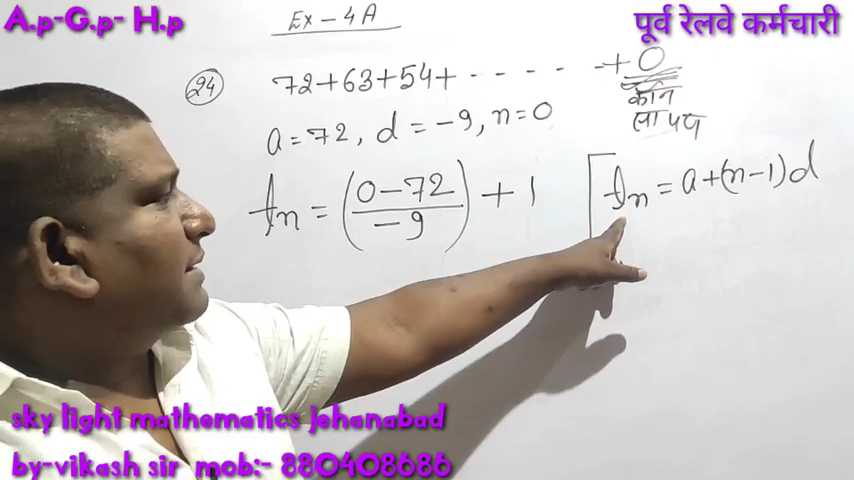 A.p-G.p- H.p
पूर्व रेलवे कर्मचारी
Ex - 4A
24 72+63+54+ - - - - - + 0
कौन
सा पद
a = 72, d = -9, n = 0
tn = (0-72/-9) + 1
[tn = a+(n-1)d
sky light mathematics jehanabad
by-vikash sir mob:- 880408686